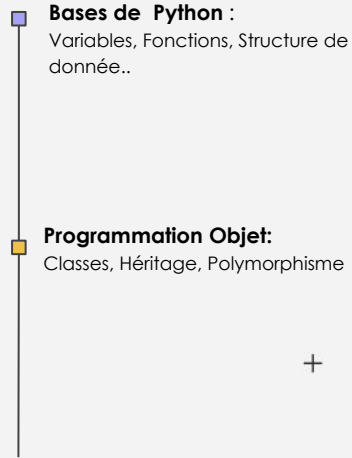 Bases de Python :
Variables, Fonctions, Structure de
donnée..
Programmation Objet:
Classes, Héritage, Polymorphisme